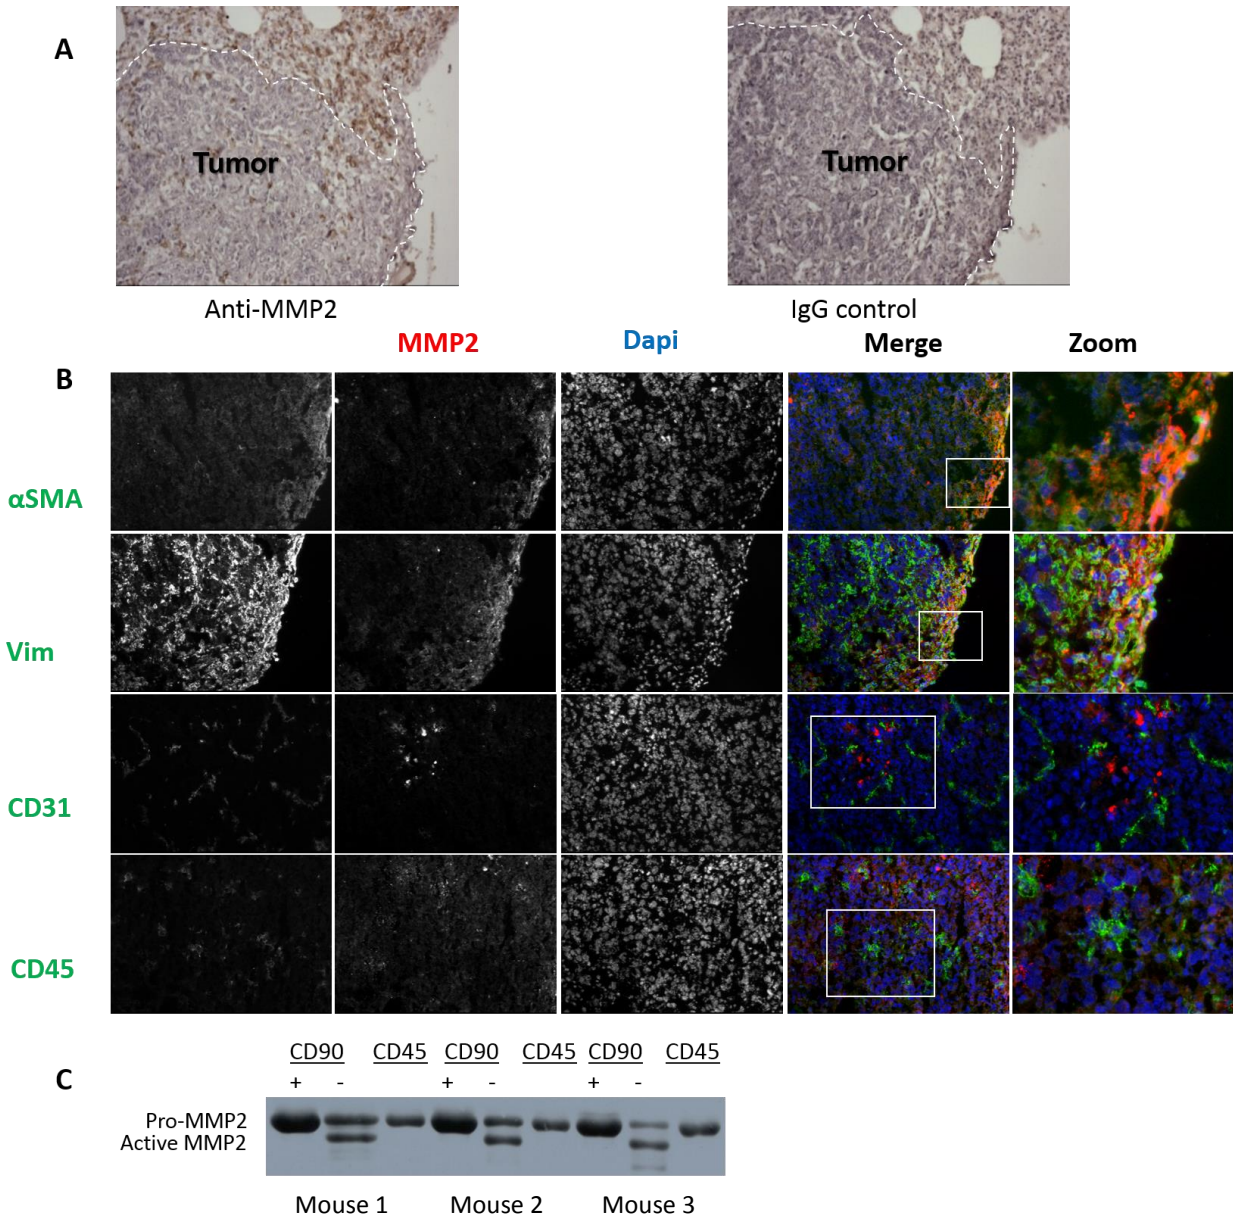 A
Tumor
Tumor
Anti-MMP2
IgG control
MMP2
Dapi
Merge
Zoom
B
αSMA
Vim
CD31
CD45
CD90 CD45 CD90 CD45 CD90 CD45
C
+ - + - + -
Pro-MMP2
Active MMP2
Mouse 1
Mouse 2
Mouse 3